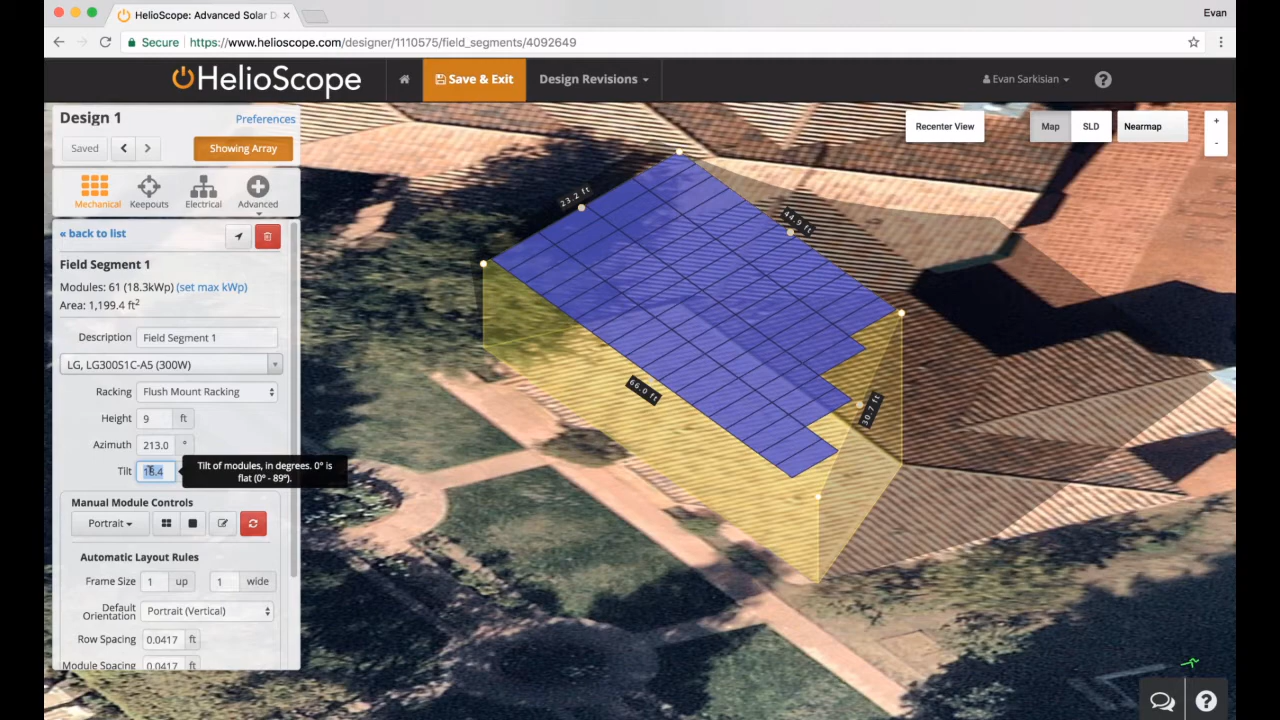 HelioScope: Advanced Solar D
Evan
Secure
https://www.helioscope.com/designer/1110575/field_segments/4092649
HelioScope
Save & Exit
Design Revisions
Evan Sarkisian
?
Design 1
Preferences
Saved
Showing Array
Recenter View
Map
SLD
Nearmap
+
-
Mechanical
Keepouts
Electrical
Advanced
« back to list
Field Segment 1
Modules: 61 (18.3kWp) (set max kWp)
Area: 1,199.4 ft²
Description
Field Segment 1
LG, LG300S1C-A5 (300W)
Racking
Flush Mount Racking
Height
9
ft
Azimuth
213.0
°
Tilt
18.4
Tilt of modules, in degrees. 0° is
flat (0° - 89°).
Manual Module Controls
Portrait
Automatic Layout Rules
Frame Size
1
up
1
wide
Default
Orientation
Portrait (Vertical)
Row Spacing
0.0417
ft
Module Spacing
0.0417
ft
23.2 ft
44.9 ft
66.0 ft
30.7 ft
?